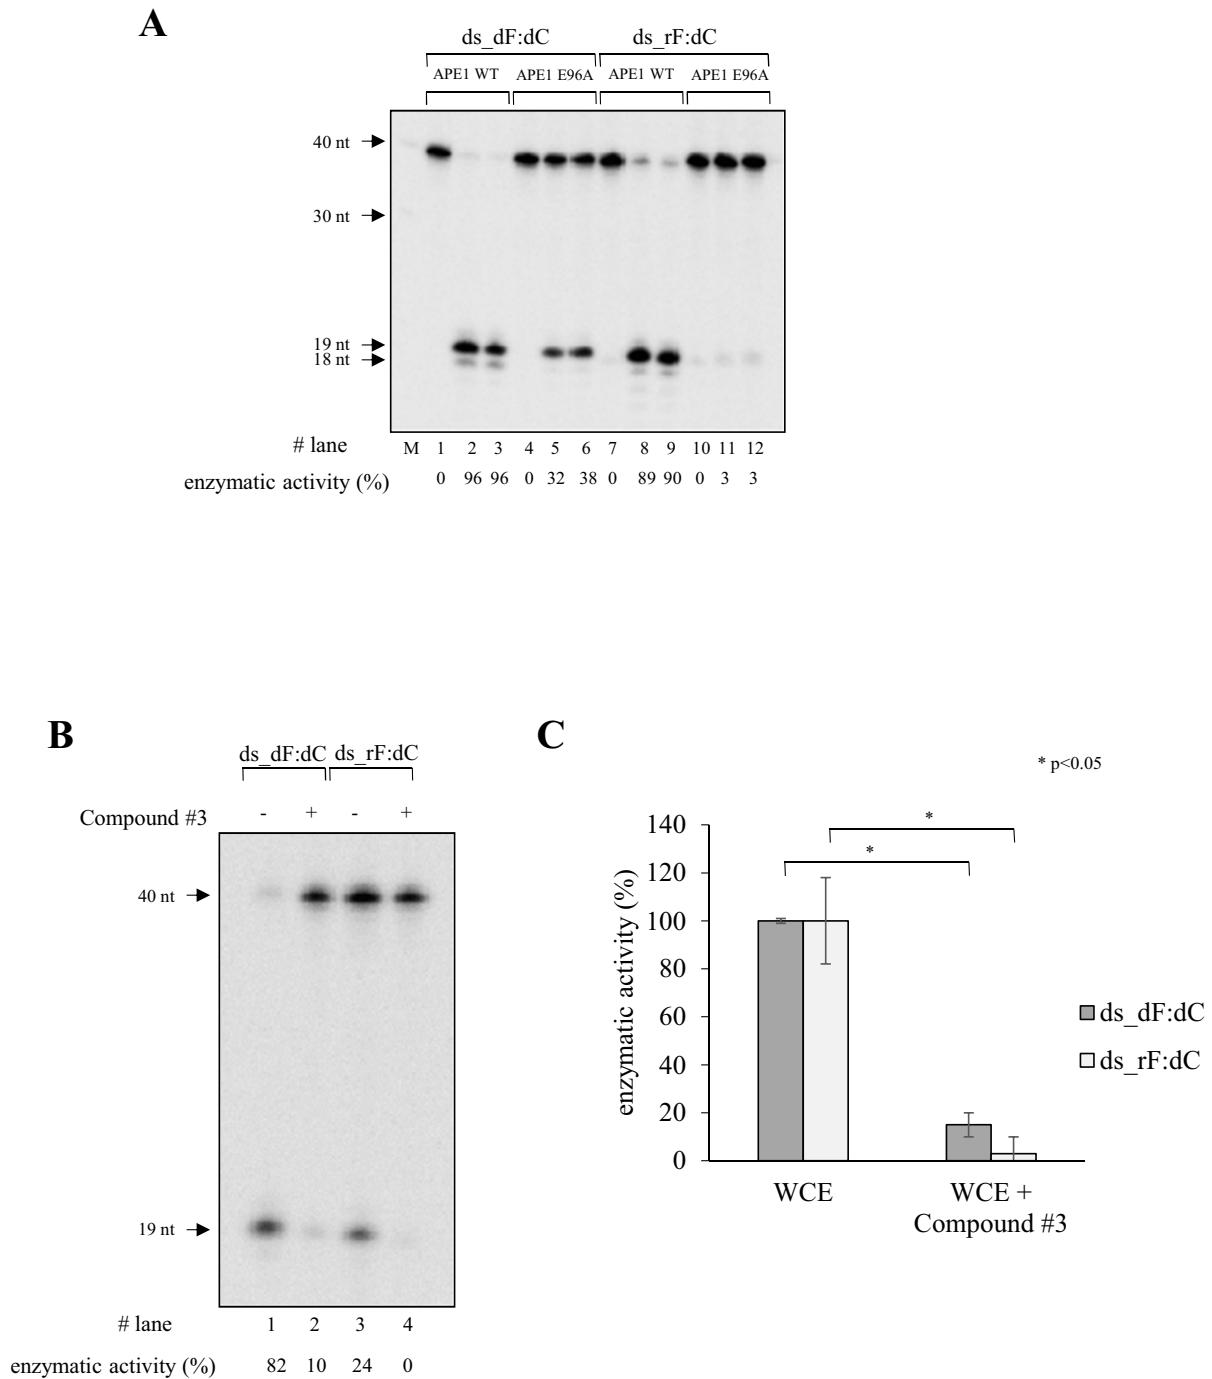 A
ds_dF:dC ds_rF:dC
APE1 WT APE1 E96A APE1 WT APE1 E96A
40 nt
30 nt
19 nt
18 nt
# lane M 1 2 3 4 5 6 7 8 9 10 11 12
enzymatic activity (%) 0 96 96 0 32 38 0 89 90 0 3 3
B
ds_dF:dC ds_rF:dC
Compound #3 - + - +
40 nt
19 nt
# lane 1 2 3 4
enzymatic activity (%) 82 10 24 0
C
* p<0.05
enzymatic activity (%)
140
120
100
80
60
40
20
0
*
*
WCE
WCE +
Compound #3
ds_dF:dC
ds_rF:dC